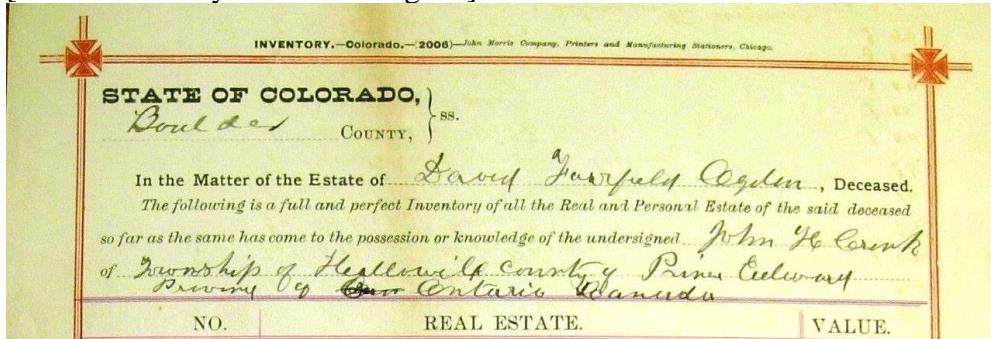 INVENTORY.—Colorado.—(2006)—John Morris Company, Printers and Manufacturing Stationers, Chicago.
STATE OF COLORADO,
Boulder COUNTY, } ss.
In the Matter of the Estate of David Fairfield Ogden, Deceased.
The following is a full and perfect Inventory of all the Real and Personal Estate of the said deceased
so far as the same has come to the possession or knowledge of the undersigned John H
of Township of county of Prince Edward
Province of Ontario Canada
NO. REAL ESTATE. VALUE.